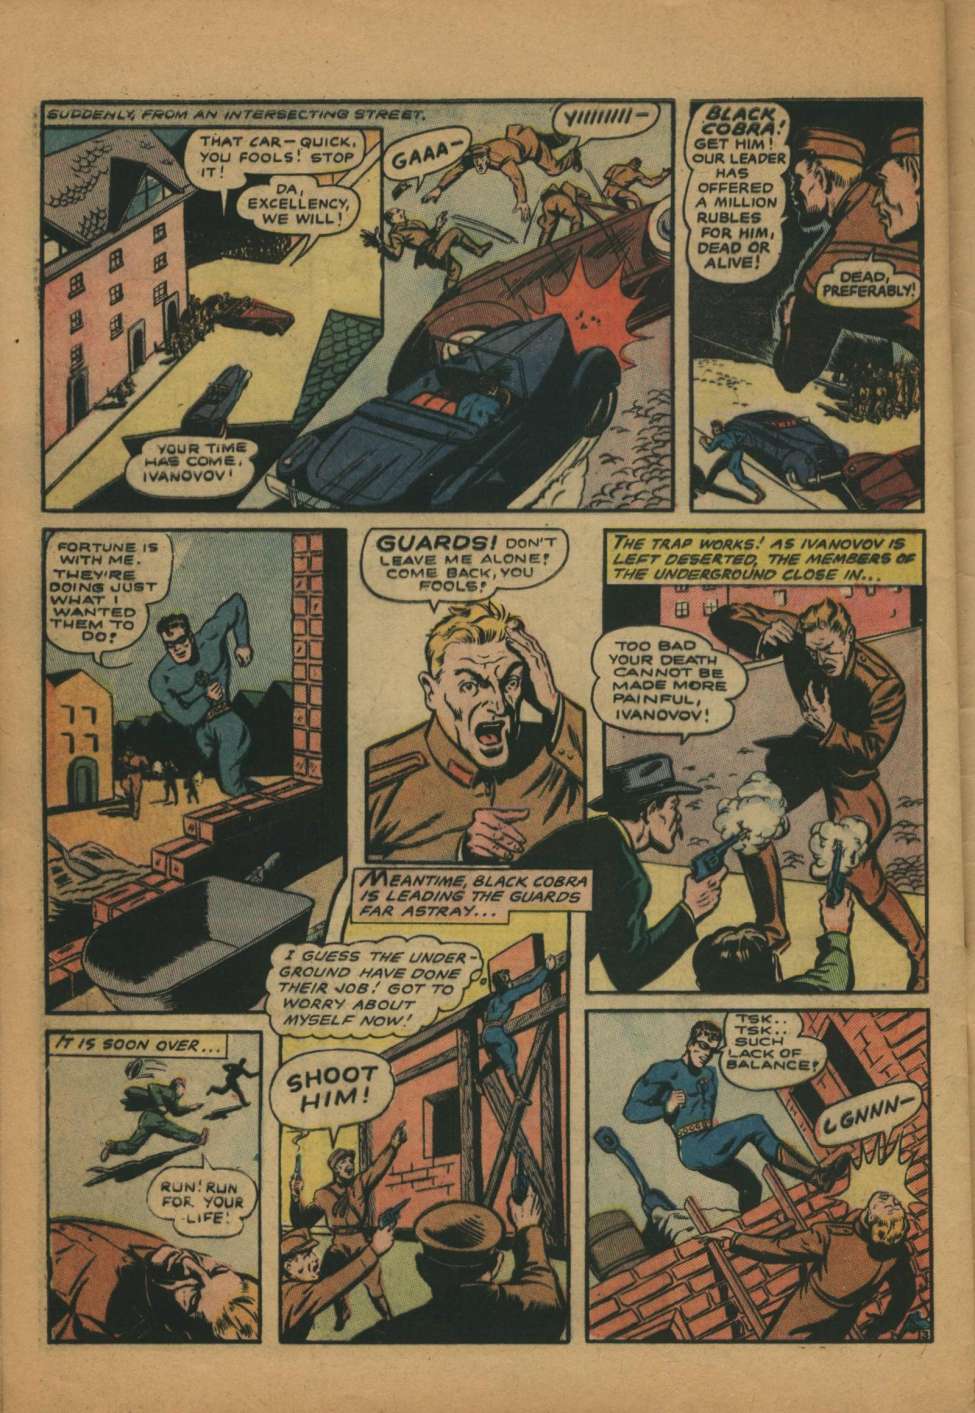 SUDDENLY, FROM AN INTERSECTING STREET.
THAT CAR—QUICK,
YOU FOOLS! STOP
IT!
DA,
EXCELLENCY,
WE WILL!
YOUR TIME
HAS COME,
IVANOVOV!
GAAA—
YIIIIIIII—
BLACK
COBRA!
GET HIM!
OUR LEADER
HAS
OFFERED
A MILLION
RUBLES
FOR HIM,
DEAD OR
ALIVE!
DEAD,
PREFERABLY!
FORTUNE IS
WITH ME.
THEY'RE
DOING JUST
WHAT I
WANTED
THEM TO
DO!
GUARDS! DON'T
LEAVE ME ALONE!
COME BACK, YOU
FOOLS!
THE TRAP WORKS! AS IVANOVOV IS
LEFT DESERTED, THE MEMBERS OF
THE UNDERGROUND CLOSE IN...
TOO BAD
YOUR DEATH
CANNOT BE
MADE MORE
PAINFUL,
IVANOVOV!
IT IS SOON OVER...
RUN! RUN
FOR YOUR
LIFE!
MEANTIME, BLACK COBRA
IS LEADING THE GUARDS
FAR ASTRAY...
I GUESS THE UNDER-
GROUND HAVE DONE
THEIR JOB! GOT TO
WORRY ABOUT
MYSELF NOW!
SHOOT
HIM!
TSK..
TSK..
SUCH
LACK OF
BALANCE!
LGNNN—
3